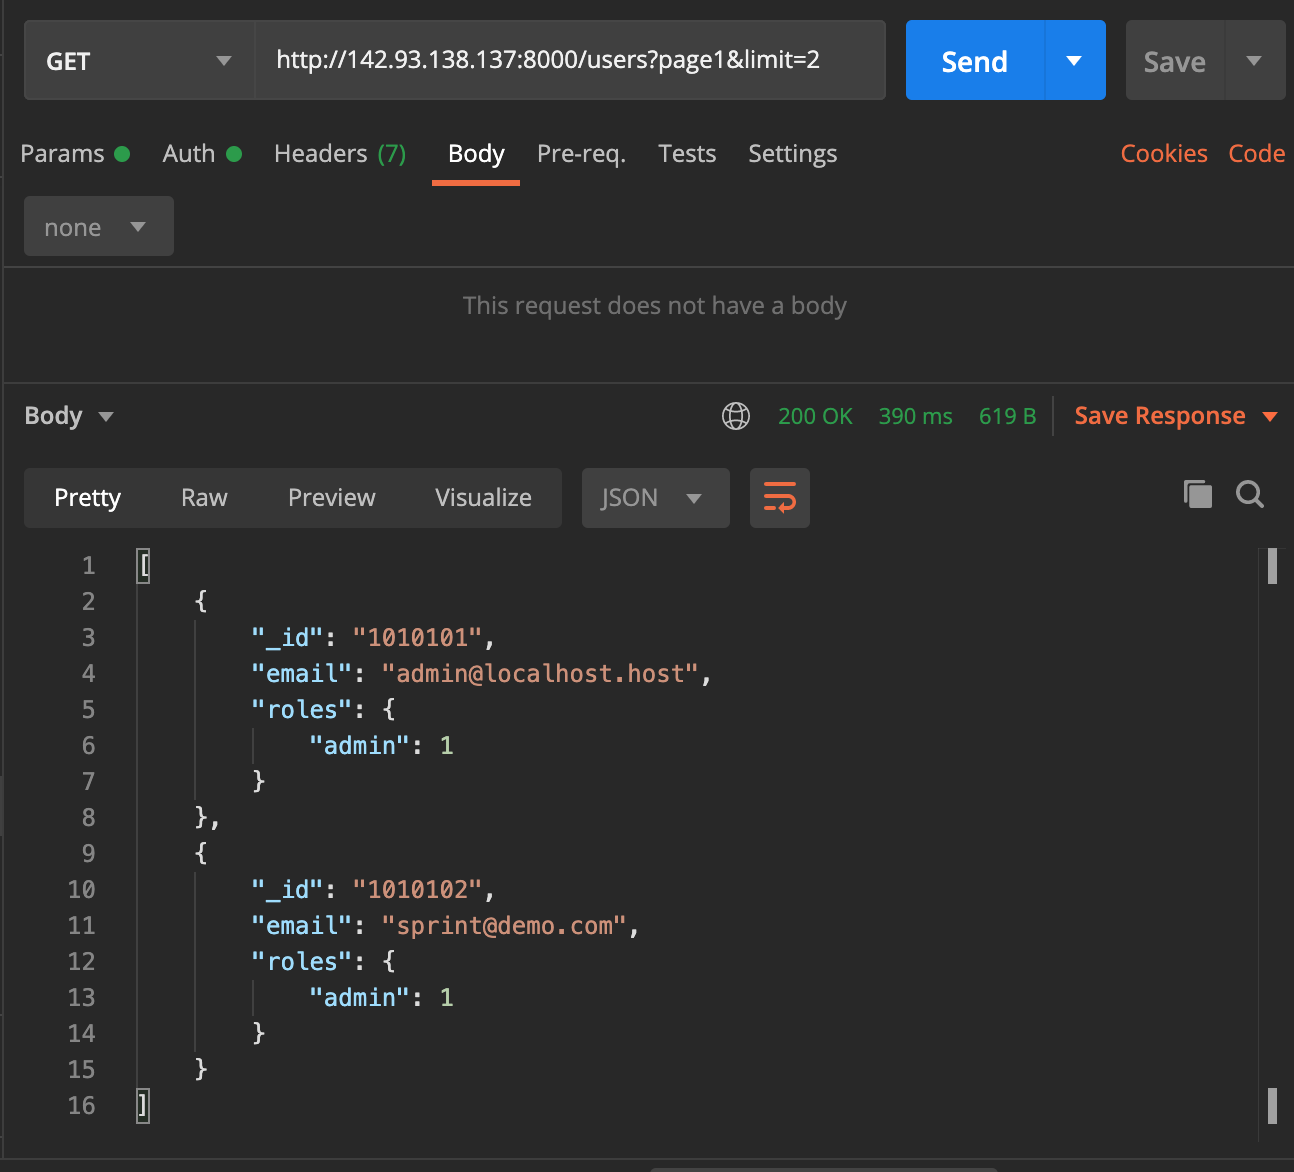 GET http://142.93.138.137:8000/users?page1&limit=2 Send Save
Params Auth Headers (7) Body Pre-req. Tests Settings Cookies Code
none
This request does not have a body
Body 200 OK 390 ms 619 B Save Response
Pretty Raw Preview Visualize JSON
1 [
2 {
3 "_id": "1010101",
4 "email": "admin@localhost.host",
5 "roles": {
6 "admin": 1
7 }
8 },
9 {
10 "_id": "1010102",
11 "email": "sprint@demo.com",
12 "roles": {
13 "admin": 1
14 }
15 }
16 ]